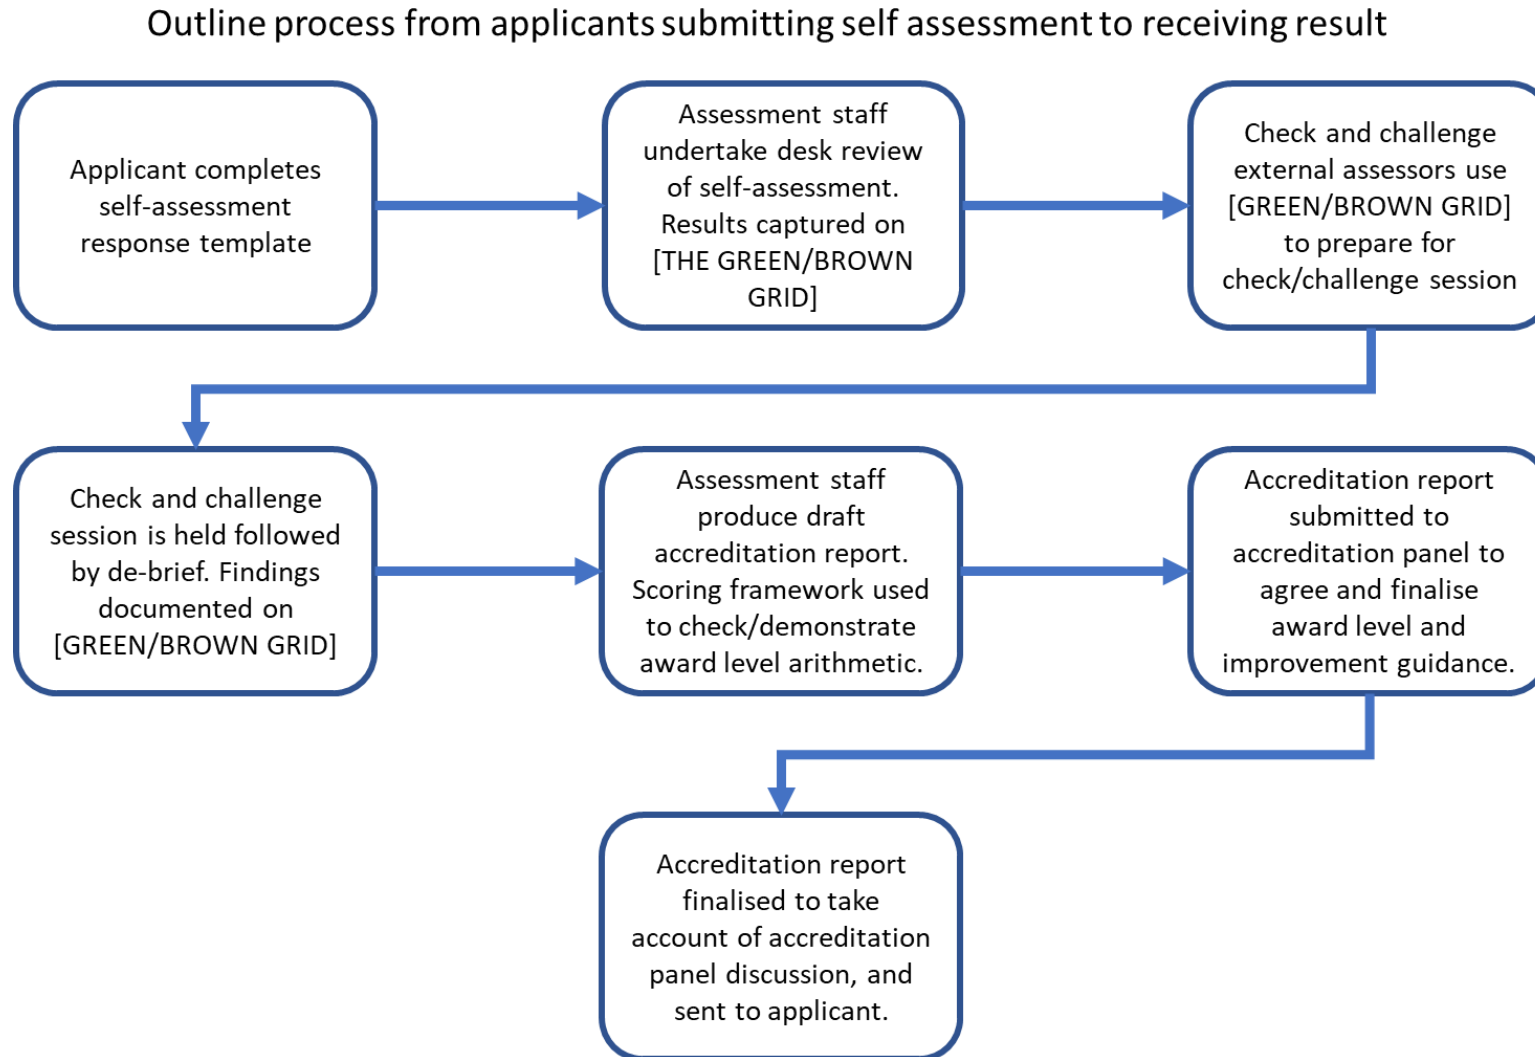 Outline process from applicants submitting self assessment to receiving result
Applicant completes
self-assessment
response template
Assessment staff
undertake desk review
of self-assessment.
Results captured on
[THE GREEN/BROWN
GRID]
Check and challenge
external assessors use
[GREEN/BROWN GRID]
to prepare for
check/challenge session
Check and challenge
session is held followed
by de-brief. Findings
documented on
[GREEN/BROWN GRID]
Assessment staff
produce draft
accreditation report.
Scoring framework used
to check/demonstrate
award level arithmetic.
Accreditation report
submitted to
accreditation panel to
agree and finalise
award level and
improvement guidance.
Accreditation report
finalised to take
account of accreditation
panel discussion, and
sent to applicant.